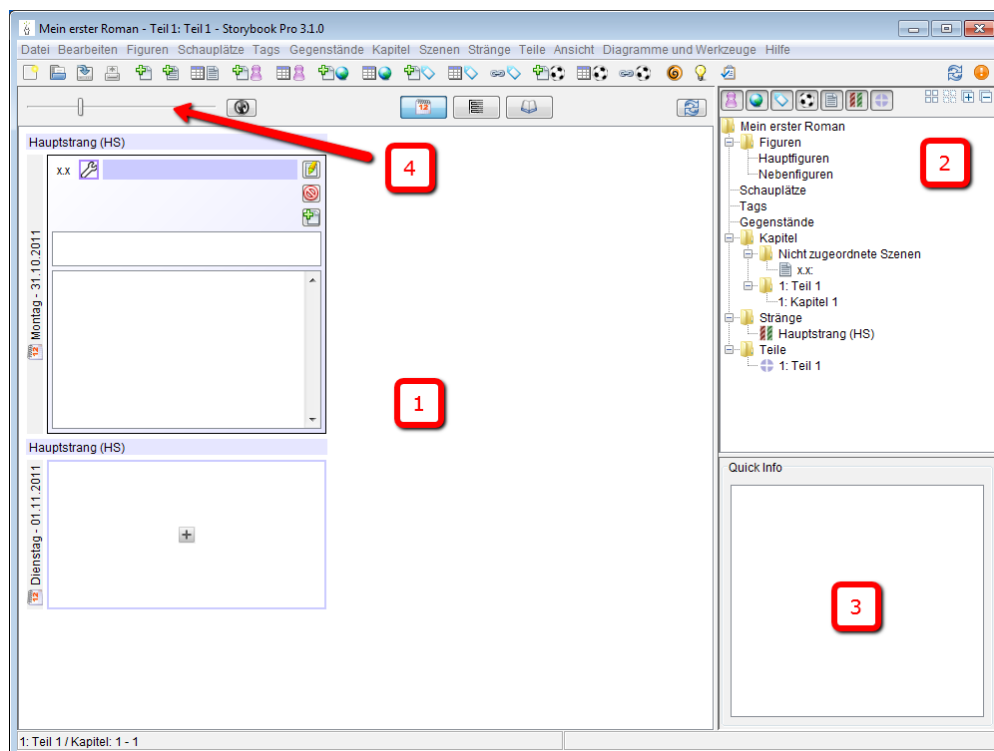 Mein erster Roman - Teil 1: Teil 1 - Storybook Pro 3.1.0
Datei Bearbeiten Figuren Schauplätze Tags Gegenstände Kapitel Szenen Stränge Teile Ansicht Diagramme und Werkzeuge Hilfe
12
4
Hauptstrang (HS)
x.x
12 Montag - 31.10.2011
1
Hauptstrang (HS)
12 Dienstag - 01.11.2011
2
Mein erster Roman
Figuren
Hauptfiguren
Nebenfiguren
Schauplätze
Tags
Gegenstände
Kapitel
Nicht zugeordnete Szenen
x.x:
1: Teil 1
1: Kapitel 1
Stränge
Hauptstrang (HS)
Teile
1: Teil 1
Quick Info
3
1: Teil 1 / Kapitel: 1 - 1